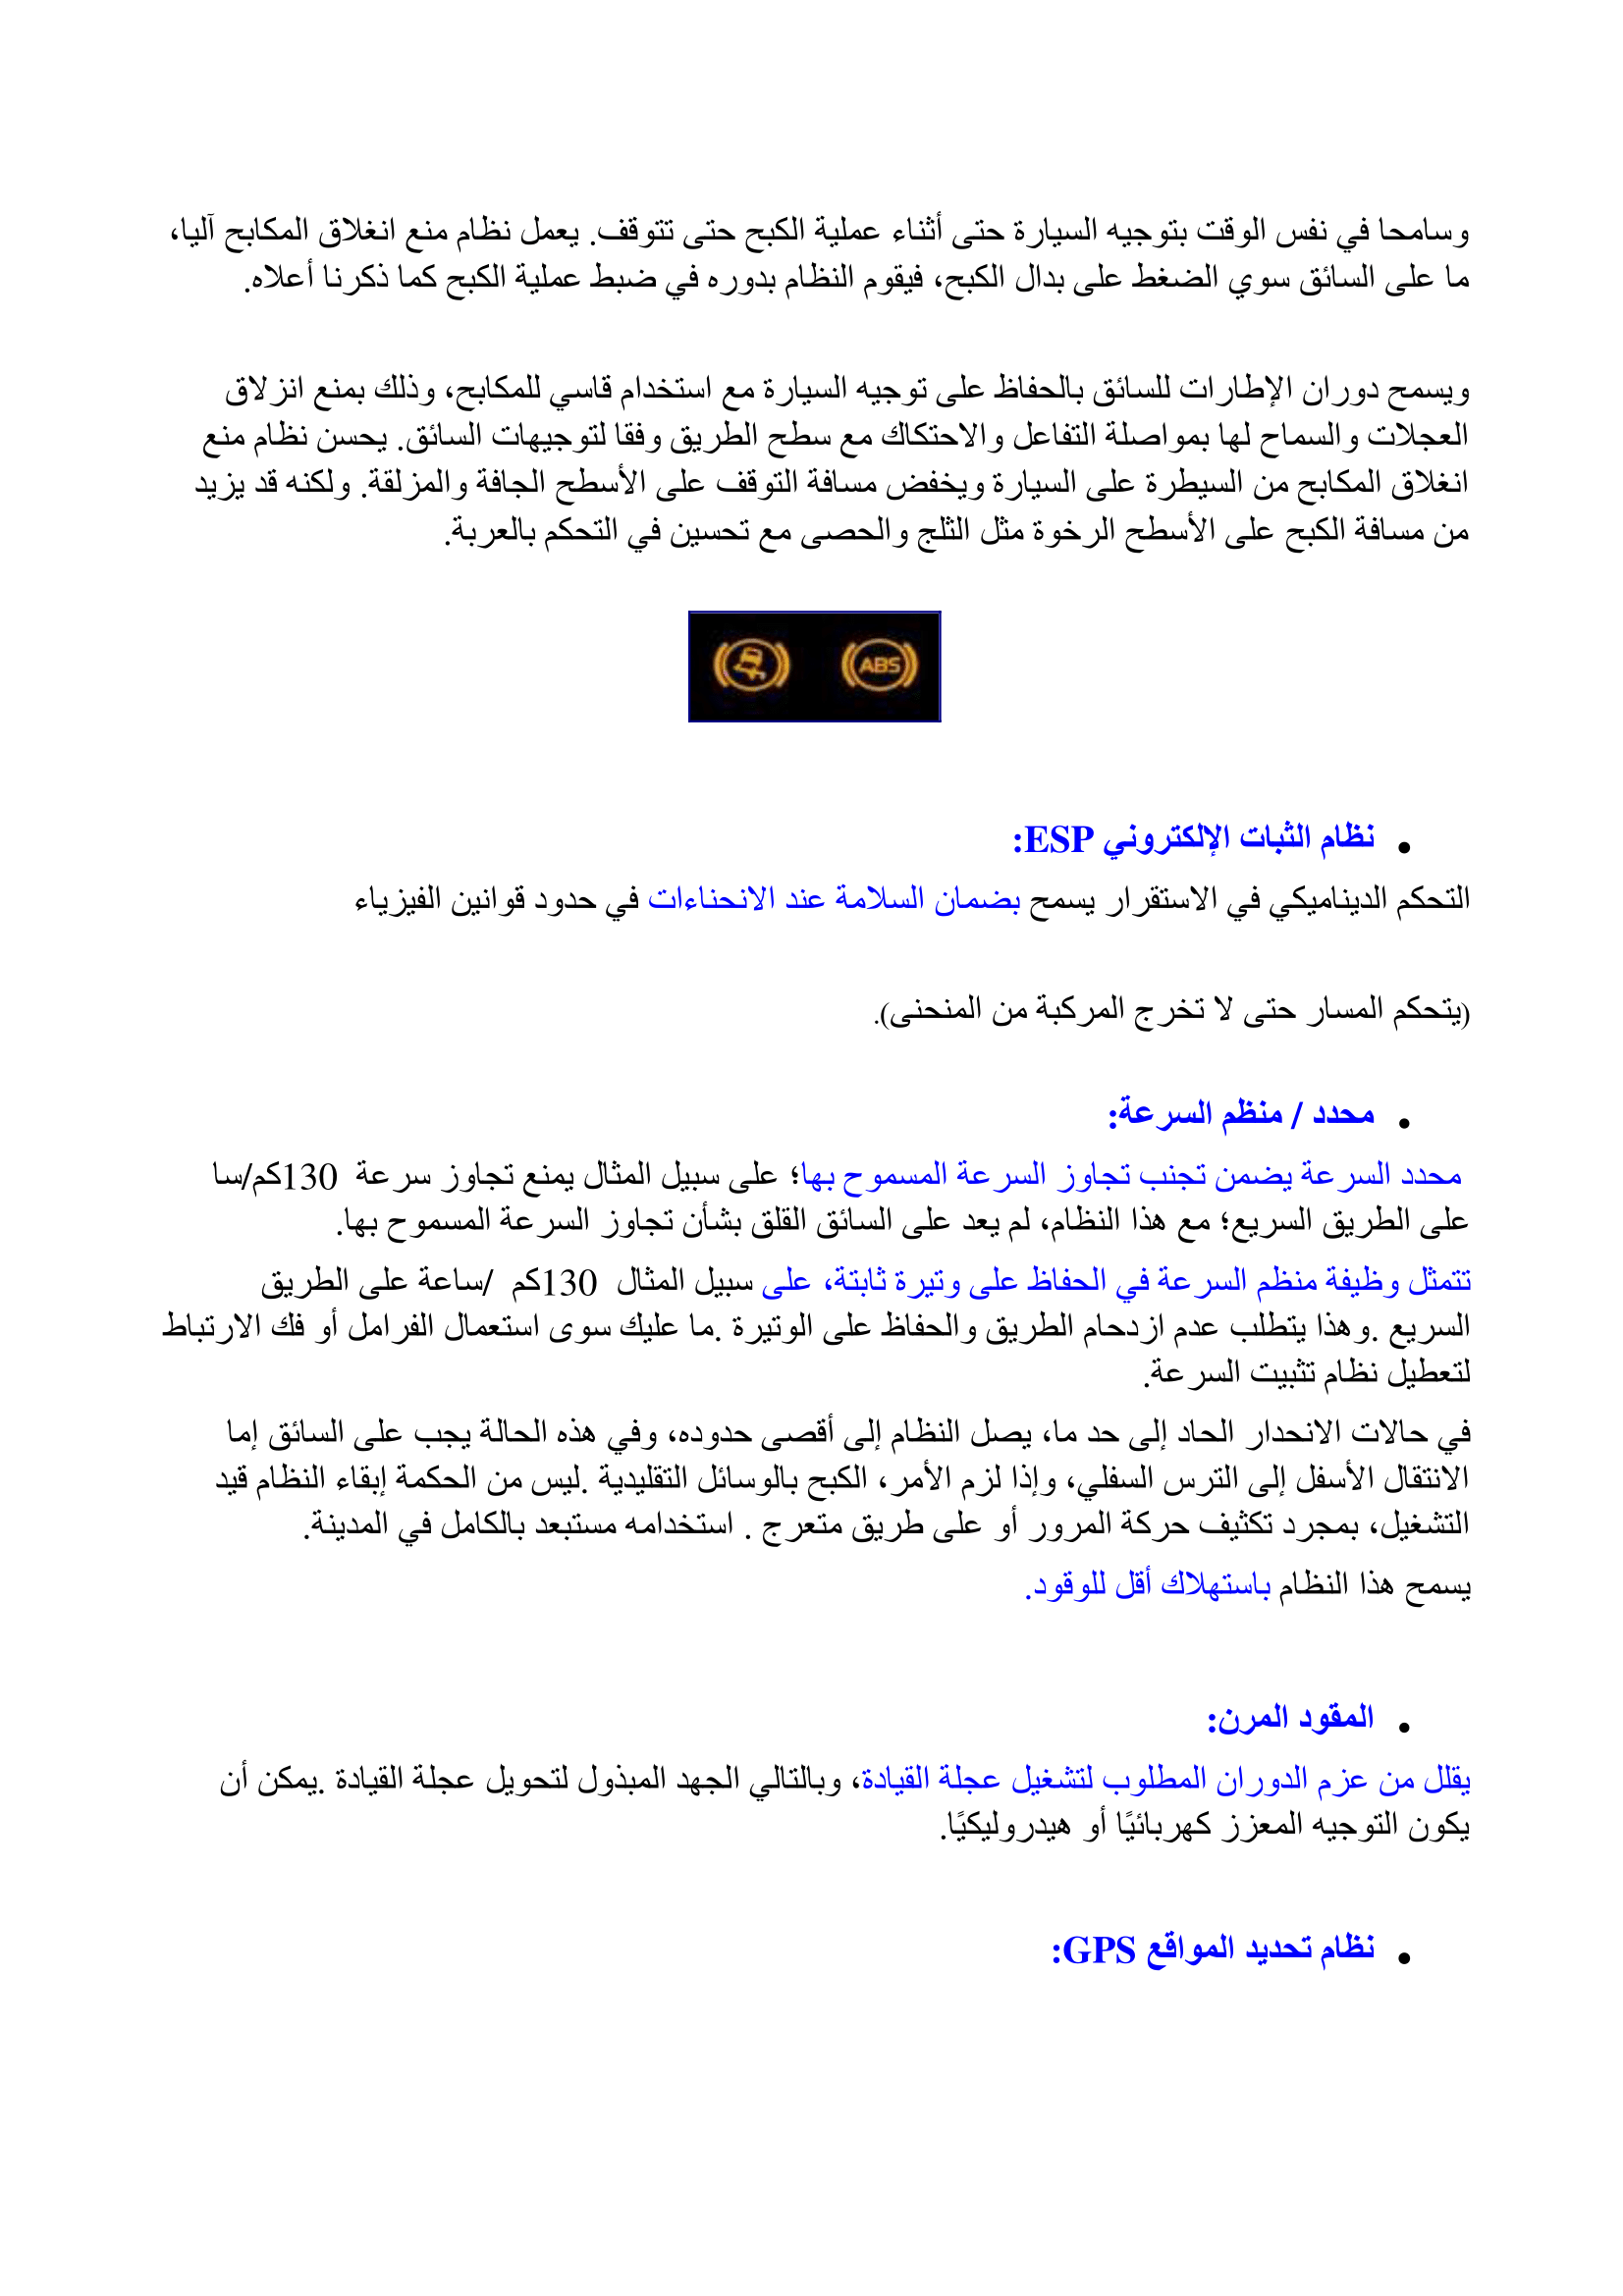 وسامحا في نفس الوقت بتوجيه السيارة حتى أثناء عملية الكبح حتى تتوقف. يعمل نظام منع انغلاق المكابح آليا،
ما على السائق سوي الضغط على بدال الكبح، فيقوم النظام بدوره في ضبط عملية الكبح كما ذكرنا أعلاه.
ويسمح دوران الإطارات للسائق بالحفاظ على توجيه السيارة مع استخدام قاسي للمكابح، وذلك بمنع انزلاق
العجلات والسماح لها بمواصلة التفاعل والاحتكاك مع سطح الطريق وفقا لتوجيهات السائق. يحسن نظام منع
انغلاق المكابح من السيطرة على السيارة ويخفض مسافة التوقف على الأسطح الجافة والمزلقة. ولكنه قد يزيد
من مسافة الكبح على الأسطح الرخوة مثل الثلج والحصى مع تحسين في التحكم بالعربة.
ABS
• نظام الثبات الإلكتروني ESP:
التحكم الديناميكي في الاستقرار يسمح بضمان السلامة عند الانحناءات في حدود قوانين الفيزياء
(يتحكم المسار حتى لا تخرج المركبة من المنحنى).
• محدد / منظم السرعة:
محدد السرعة يضمن تجنب تجاوز السرعة المسموح بها؛ على سبيل المثال يمنع تجاوز سرعة 130كم/سا
على الطريق السريع؛ مع هذا النظام، لم يعد على السائق القلق بشأن تجاوز السرعة المسموح بها.
تتمثل وظيفة منظم السرعة في الحفاظ على وتيرة ثابتة، على سبيل المثال 130كم /ساعة على الطريق
السريع .وهذا يتطلب عدم ازدحام الطريق والحفاظ على الوتيرة .ما عليك سوى استعمال الفرامل أو فك الارتباط
لتعطيل نظام تثبيت السرعة.
في حالات الانحدار الحاد إلى حد ما، يصل النظام إلى أقصى حدوده، وفي هذه الحالة يجب على السائق إما
الانتقال الأسفل إلى الترس السفلي، وإذا لزم الأمر، الكبح بالوسائل التقليدية .ليس من الحكمة إبقاء النظام قيد
التشغيل، بمجرد تكثيف حركة المرور أو على طريق متعرج . استخدامه مستبعد بالكامل في المدينة.
يسمح هذا النظام باستهلاك أقل للوقود.
• المقود المرن:
يقلل من عزم الدوران المطلوب لتشغيل عجلة القيادة، وبالتالي الجهد المبذول لتحويل عجلة القيادة .يمكن أن
يكون التوجيه المعزز كهربائيًا أو هيدروليكيًا.
• نظام تحديد المواقع GPS: